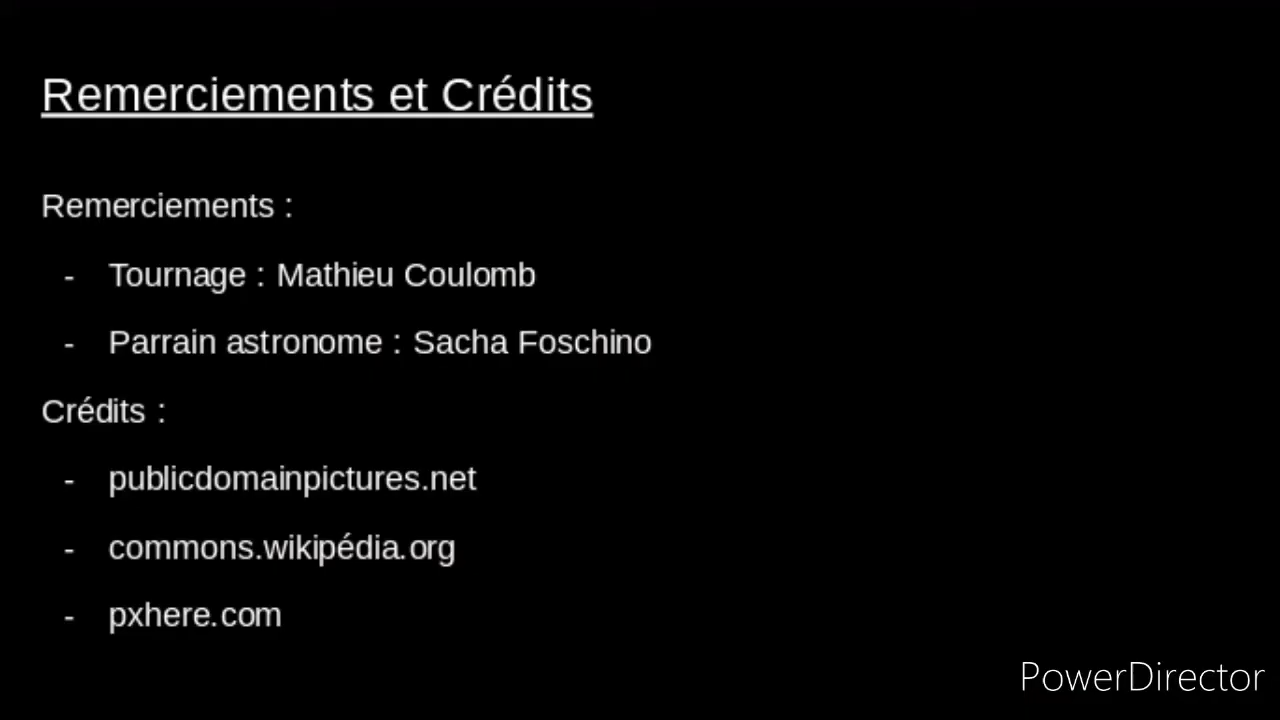 Remerciements et Crédits
Remerciements :
- Tournage : Mathieu Coulomb
- Parrain astronome : Sacha Foschino
Crédits :
- publicdomainpictures.net
- commons.wikipédia.org
- pxhere.com
PowerDirector